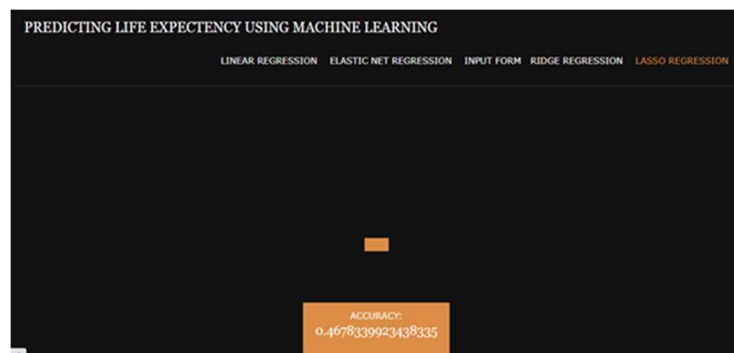 PREDICTING LIFE EXPECTENCY USING MACHINE LEARNING
LINEAR REGRESSION ELASTIC NET REGRESSION INPUT FORM RIDGE REGRESSION LASSO REGRESSION
ACCURACY:
0.4678339923438335